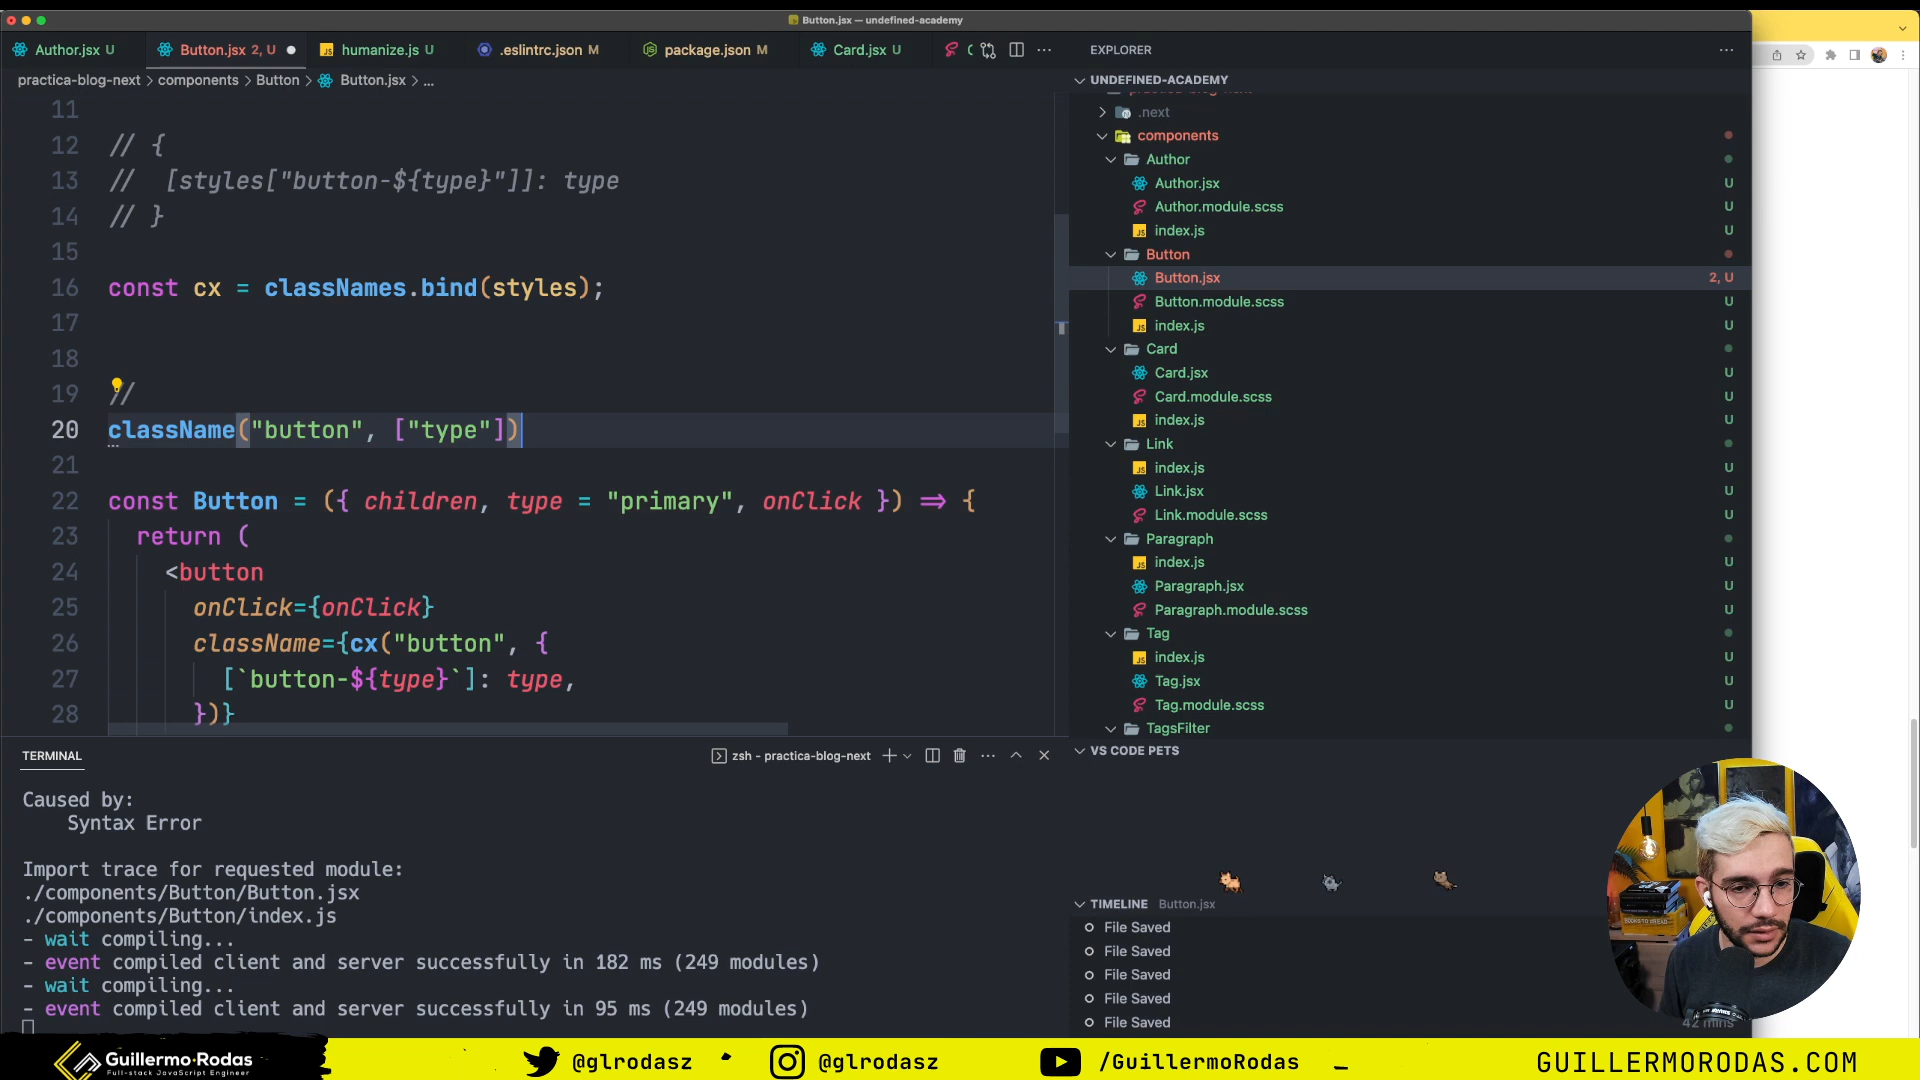 Button.jsx — undefined-academy
Author.jsx U
Button.jsx 2, U
humanize.js U
.eslintrc.json M
package.json M
Card.jsx U
practica-blog-next > components > Button > Button.jsx > ...
11
12 // {
13 //  [styles["button-${type}"]]: type
14 // }
15
16 const cx = classNames.bind(styles);
17
18
19 //
20 className("button", ["type"])
21
22 const Button = ({ children, type = "primary", onClick }) => {
23 return (
24 <button
25 onClick={onClick}
26 className={cx("button", {
27 [`button-${type}`]: type,
28 })}
EXPLORER
UNDEFINED-ACADEMY
practica-blog-next
.next
components
Author
Author.jsx U
Author.module.scss U
index.js U
Button
Button.jsx 2, U
Button.module.scss U
index.js U
Card
Card.jsx U
Card.module.scss U
index.js U
Link
index.js U
Link.jsx U
Link.module.scss U
Paragraph
index.js U
Paragraph.jsx U
Paragraph.module.scss U
Tag
index.js U
Tag.jsx U
Tag.module.scss U
TagsFilter
VS CODE PETS
TIMELINE Button.jsx
File Saved
File Saved
File Saved
File Saved
File Saved 42 mins
TERMINAL
zsh - practica-blog-next
Caused by:
Syntax Error
Import trace for requested module:
./components/Button/Button.jsx
./components/Button/index.js
- wait compiling...
- event compiled client and server successfully in 182 ms (249 modules)
- wait compiling...
- event compiled client and server successfully in 95 ms (249 modules)
Guillermo·Rodas
Full-stack JavaScript Engineer
@glrodasz
@glrodasz
/GuillermoRodas
GUILLERMORODAS.COM